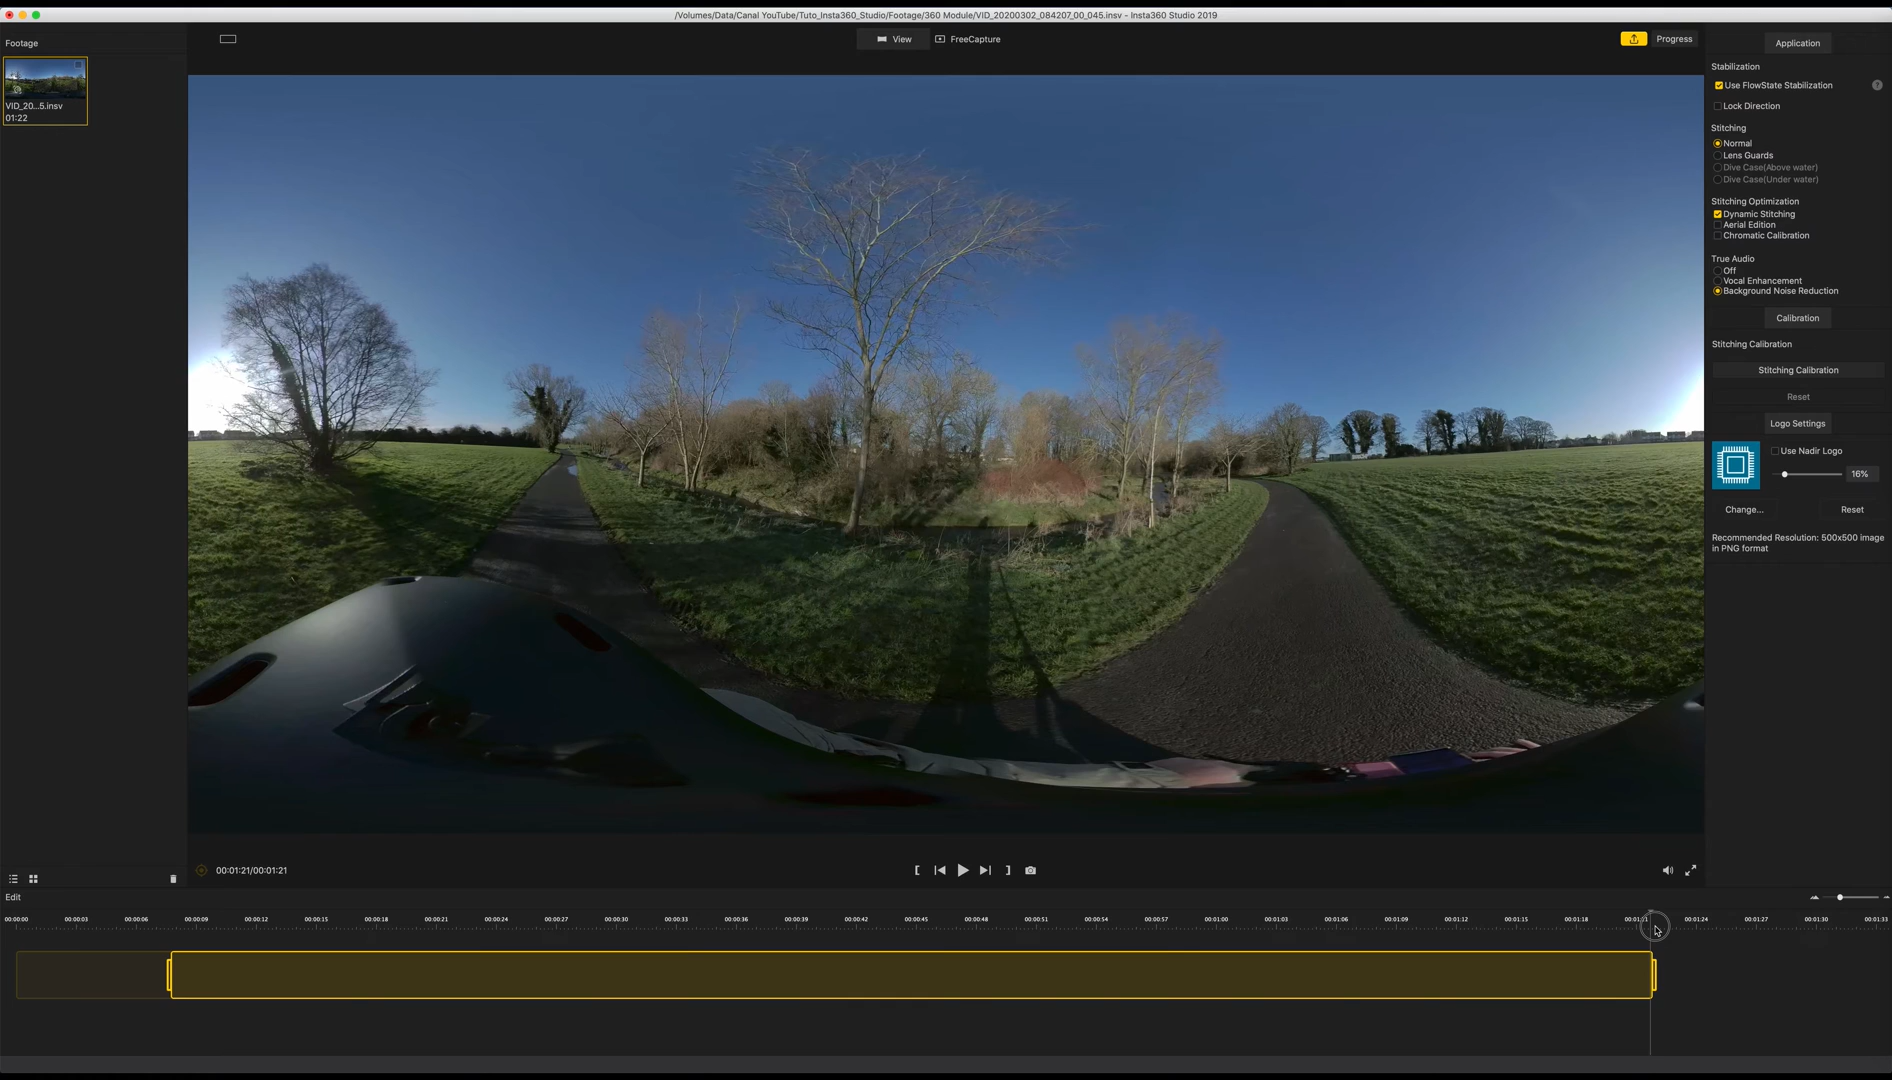 /Volumes/Data/Canal YouTube/Tuto_Insta360_Studio/Footage/360 Module/VID_20200302_084207_00_045.insv - Insta360 Studio 2019
Footage
View
FreeCapture
Progress
Application
VID_20...5.insv
01:22
Stabilization
Use FlowState Stabilization
?
Lock Direction
Stitching
Normal
Lens Guards
Dive Case(Above water)
Dive Case(Under water)
Stitching Optimization
Dynamic Stitching
Aerial Edition
Chromatic Calibration
True Audio
Off
Vocal Enhancement
Background Noise Reduction
Calibration
Stitching Calibration
Stitching Calibration
Reset
Logo Settings
Use Nadir Logo
16%
Change...
Reset
Recommended Resolution: 500x500 image
in PNG format
00:01:21/00:01:21
Edit
00:00:00 00:00:03 00:00:06 00:00:09 00:00:12 00:00:15 00:00:18 00:00:21 00:00:24 00:00:27 00:00:30 00:00:33 00:00:36 00:00:39 00:00:42 00:00:45 00:00:48 00:00:51 00:00:54 00:00:57 00:01:00 00:01:03 00:01:06 00:01:09 00:01:12 00:01:15 00:01:18 00:01:21 00:01:24 00:01:27 00:01:30 00:01:33